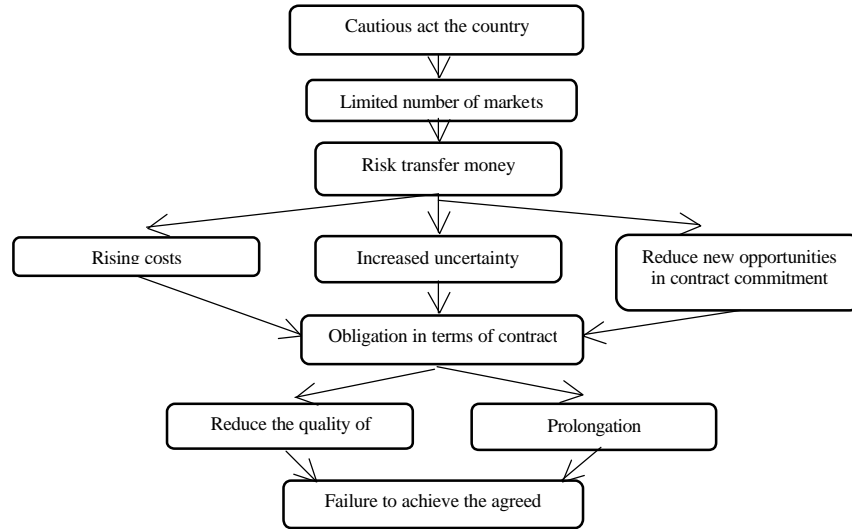 Cautious act the country
Limited number of markets
Risk transfer money
Rising costs
Increased uncertainty
Reduce new opportunities
in contract commitment
Obligation in terms of contract
Reduce the quality of
Prolongation
Failure to achieve the agreed